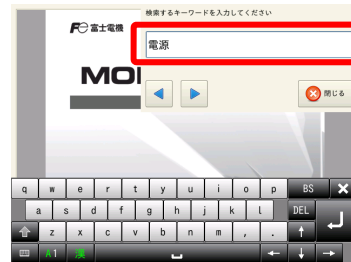 検索するキーワードを入力してください
富士電機
電源
MO
閉じる
q w e r t y u i o p BS
a s d f g h j k l DEL
z x c v b n m , .
A1 漢